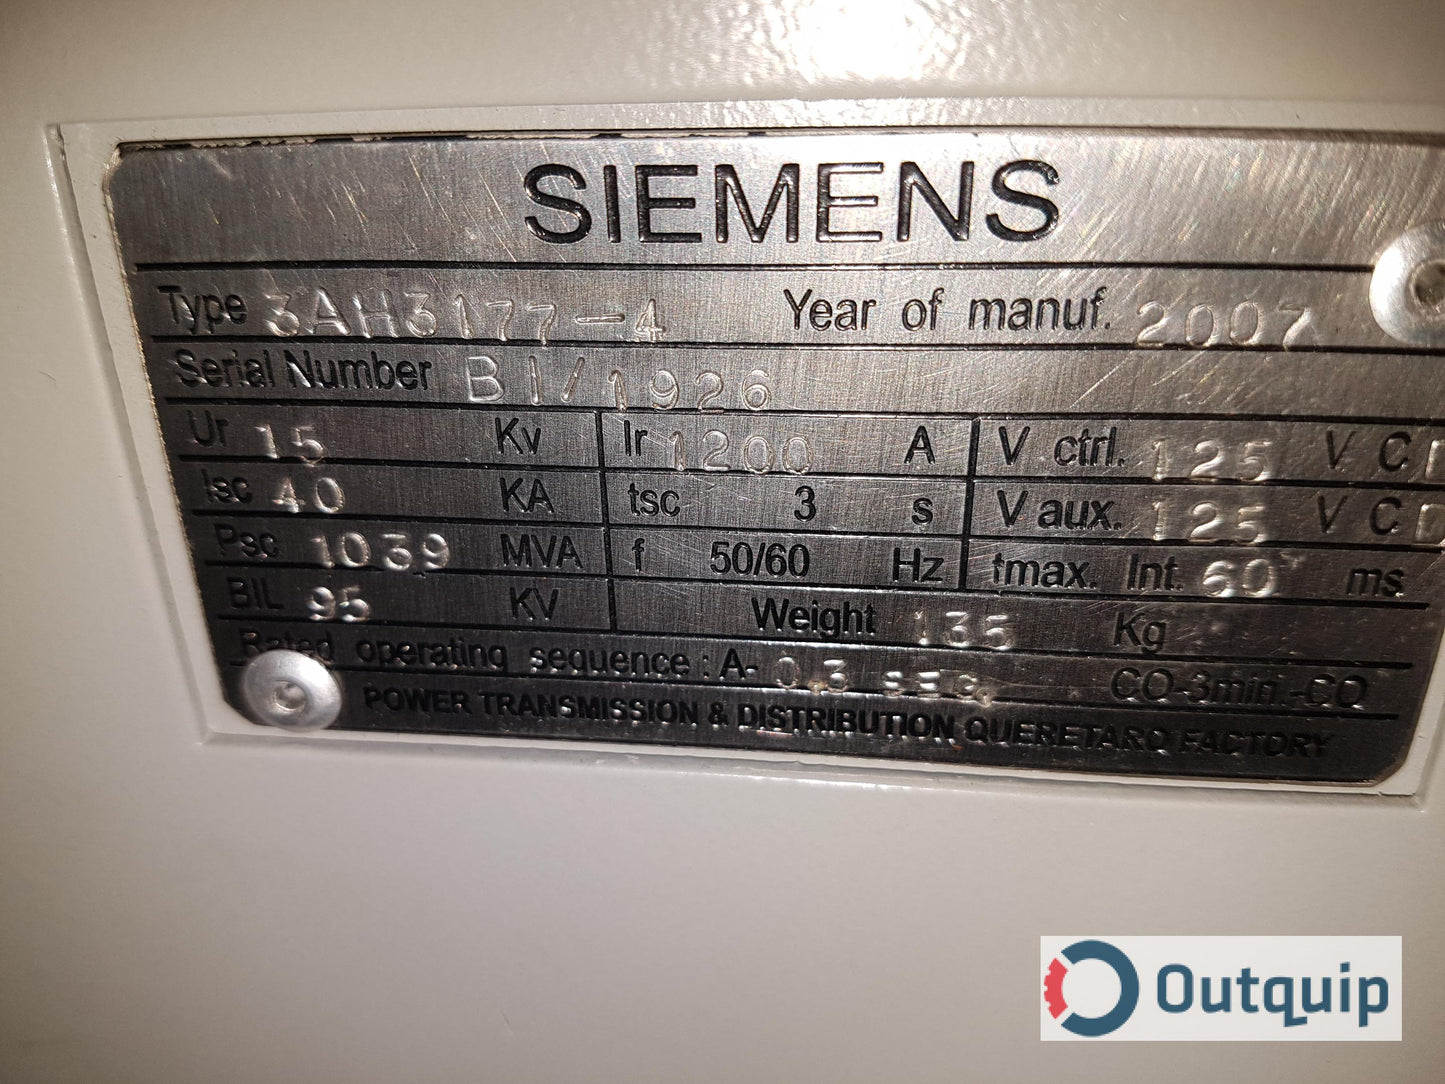 SIEMENS
Type 3AH3177-4 Year of manuf. 2007
Serial Number B1/1926
Ur 15 Kv Ir 1200 A V ctrl. 125 V C D
Isc 40 KA tsc 3 s V aux. 125 V C D
Psc 1039 MVA f 50/60 Hz tmax. Int. 60 ms
BIL 95 KV Weight 135 Kg
Rated operating sequence : A- 0,3 SEG. CO-3min.-CO
POWER TRANSMISSION & DISTRIBUTION QUERETARO FACTORY
Outquip